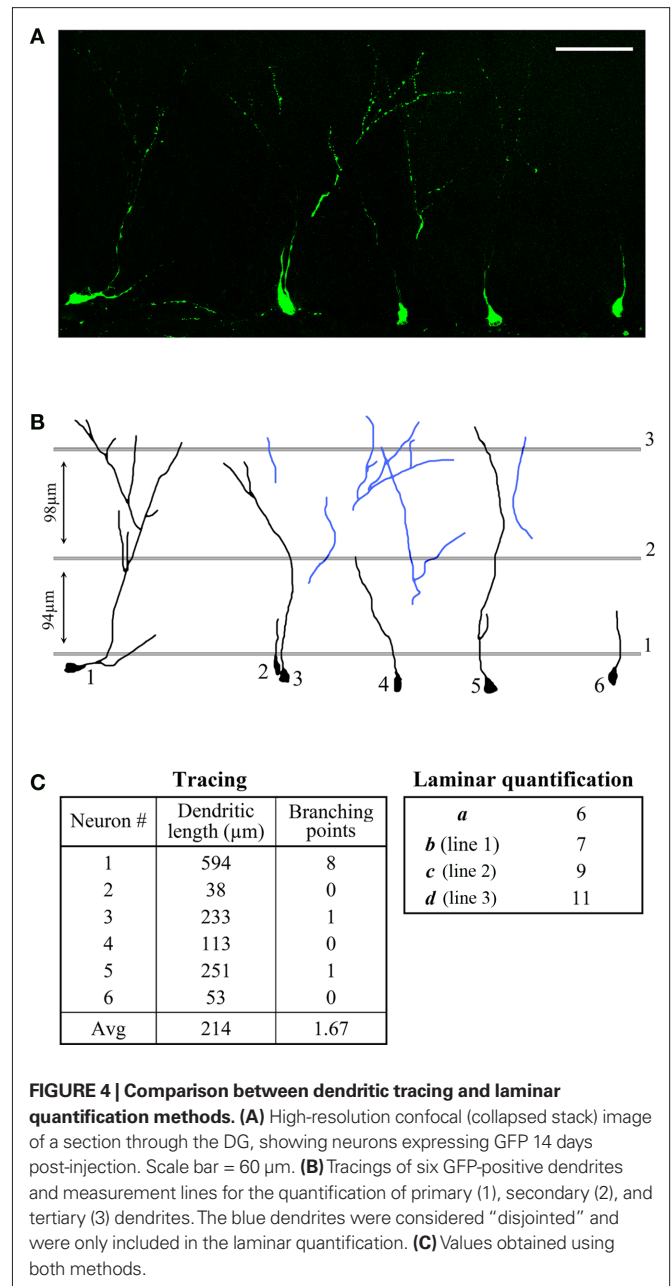 A
B
3
98µm
2
94µm
1
1
2
3
4
5
6
C
Tracing
Neuron #
Dendritic length (µm)
Branching points
1 594 8
2 38 0
3 233 1
4 113 0
5 251 1
6 53 0
Avg 214 1.67
Laminar quantification
a 6
b (line 1) 7
c (line 2) 9
d (line 3) 11
FIGURE 4 | Comparison between dendritic tracing and laminar
quantification methods. (A) High-resolution confocal (collapsed stack) image
of a section through the DG, showing neurons expressing GFP 14 days
post-injection. Scale bar = 60 µm. (B) Tracings of six GFP-positive dendrites
and measurement lines for the quantification of primary (1), secondary (2), and
tertiary (3) dendrites. The blue dendrites were considered “disjointed” and
were only included in the laminar quantification. (C) Values obtained using
both methods.